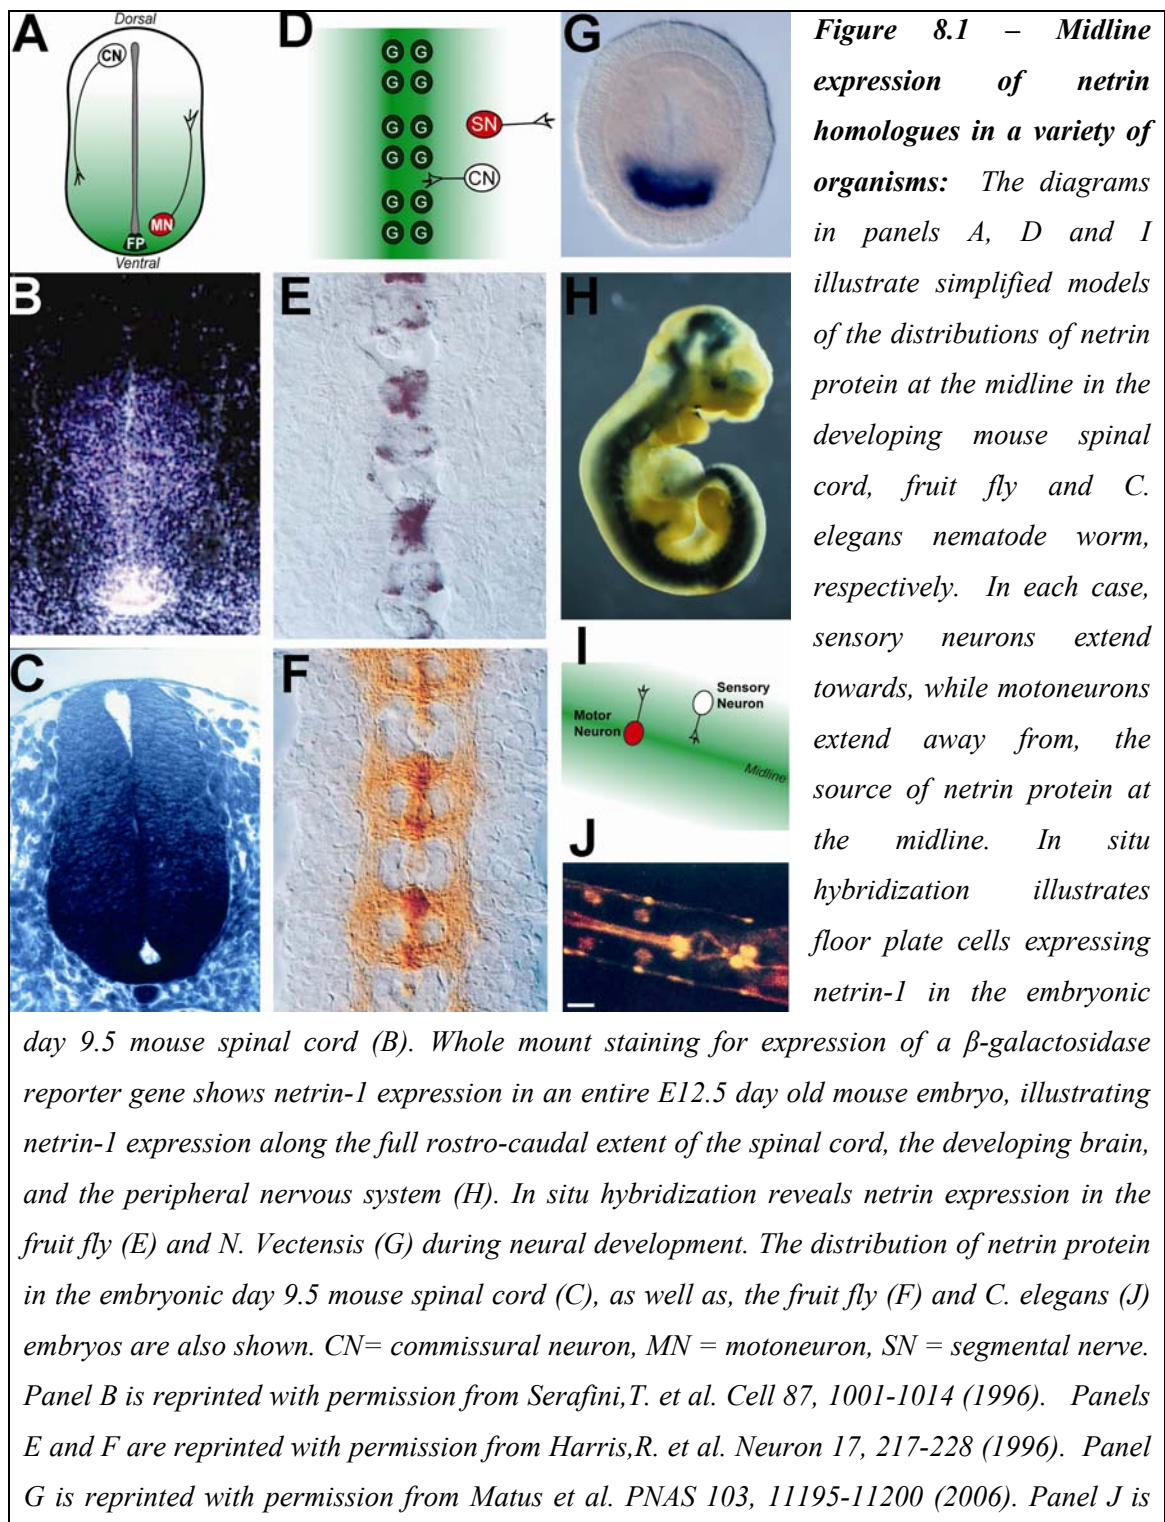 A
Dorsal
CN
MN
FP
Ventral
B
C
D
G G
G G
G G
G G
G G
G G
SN
CN
E
F
G
H
I
Sensory
Neuron
Motor
Neuron
Midline
J
Figure 8.1 – Midline
expression of netrin
homologues in a variety of
organisms: The diagrams
in panels A, D and I
illustrate simplified models
of the distributions of netrin
protein at the midline in the
developing mouse spinal
cord, fruit fly and C.
elegans nematode worm,
respectively. In each case,
sensory neurons extend
towards, while motoneurons
extend away from, the
source of netrin protein at
the midline. In situ
hybridization illustrates
floor plate cells expressing
netrin-1 in the embryonic
day 9.5 mouse spinal cord (B). Whole mount staining for expression of a β-galactosidase
reporter gene shows netrin-1 expression in an entire E12.5 day old mouse embryo, illustrating
netrin-1 expression along the full rostro-caudal extent of the spinal cord, the developing brain,
and the peripheral nervous system (H). In situ hybridization reveals netrin expression in the
fruit fly (E) and N. Vectensis (G) during neural development. The distribution of netrin protein
in the embryonic day 9.5 mouse spinal cord (C), as well as, the fruit fly (F) and C. elegans (J)
embryos are also shown. CN= commissural neuron, MN = motoneuron, SN = segmental nerve.
Panel B is reprinted with permission from Serafini,T. et al. Cell 87, 1001-1014 (1996). Panels
E and F are reprinted with permission from Harris,R. et al. Neuron 17, 217-228 (1996). Panel
G is reprinted with permission from Matus et al. PNAS 103, 11195-11200 (2006). Panel J is